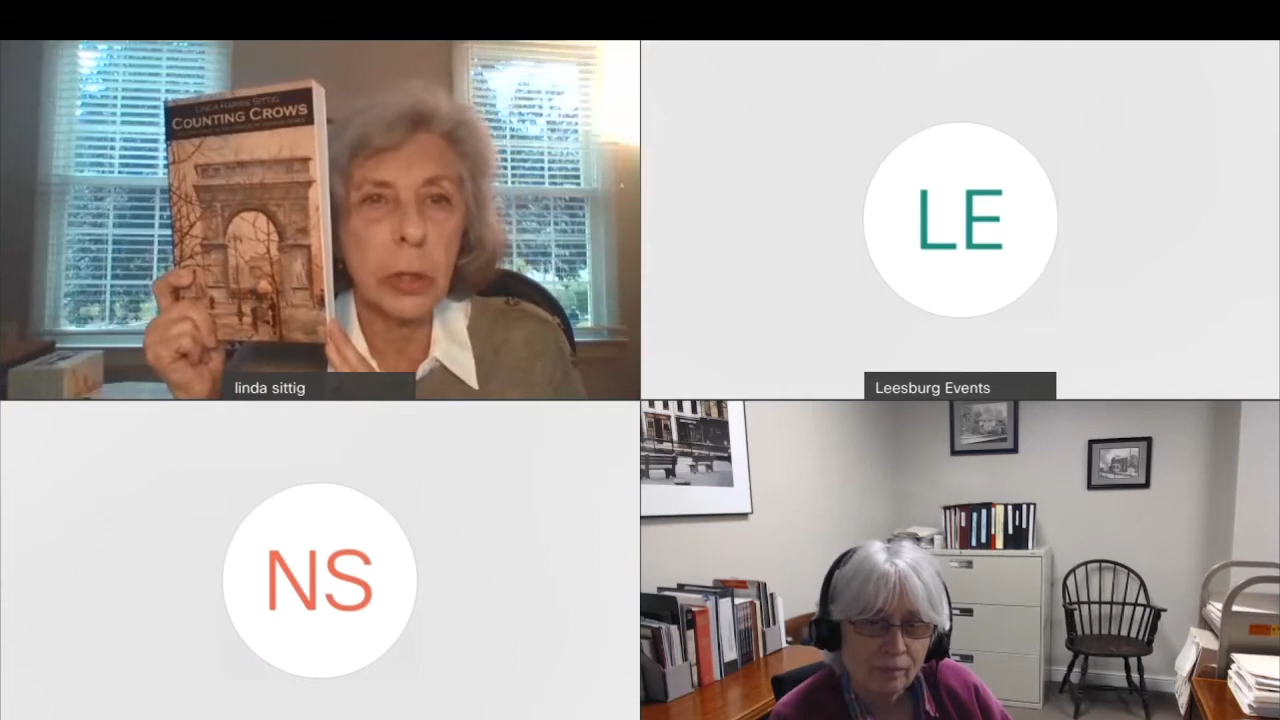 LINDA HARRIS SITTIG
COUNTING CROWS
linda sittig
LE
Leesburg Events
NS